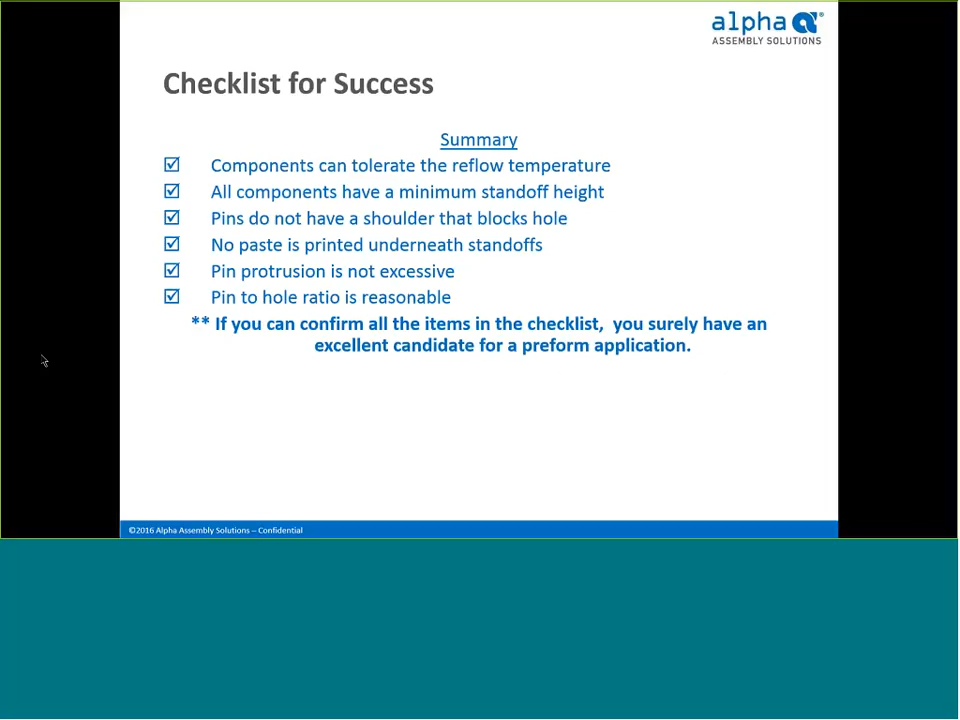 alpha
ASSEMBLY SOLUTIONS
Checklist for Success
Summary
☑ Components can tolerate the reflow temperature
☑ All components have a minimum standoff height
☑ Pins do not have a shoulder that blocks hole
☑ No paste is printed underneath standoffs
☑ Pin protrusion is not excessive
☑ Pin to hole ratio is reasonable
** If you can confirm all the items in the checklist, you surely have an
excellent candidate for a preform application.
©2016 Alpha Assembly Solutions – Confidential